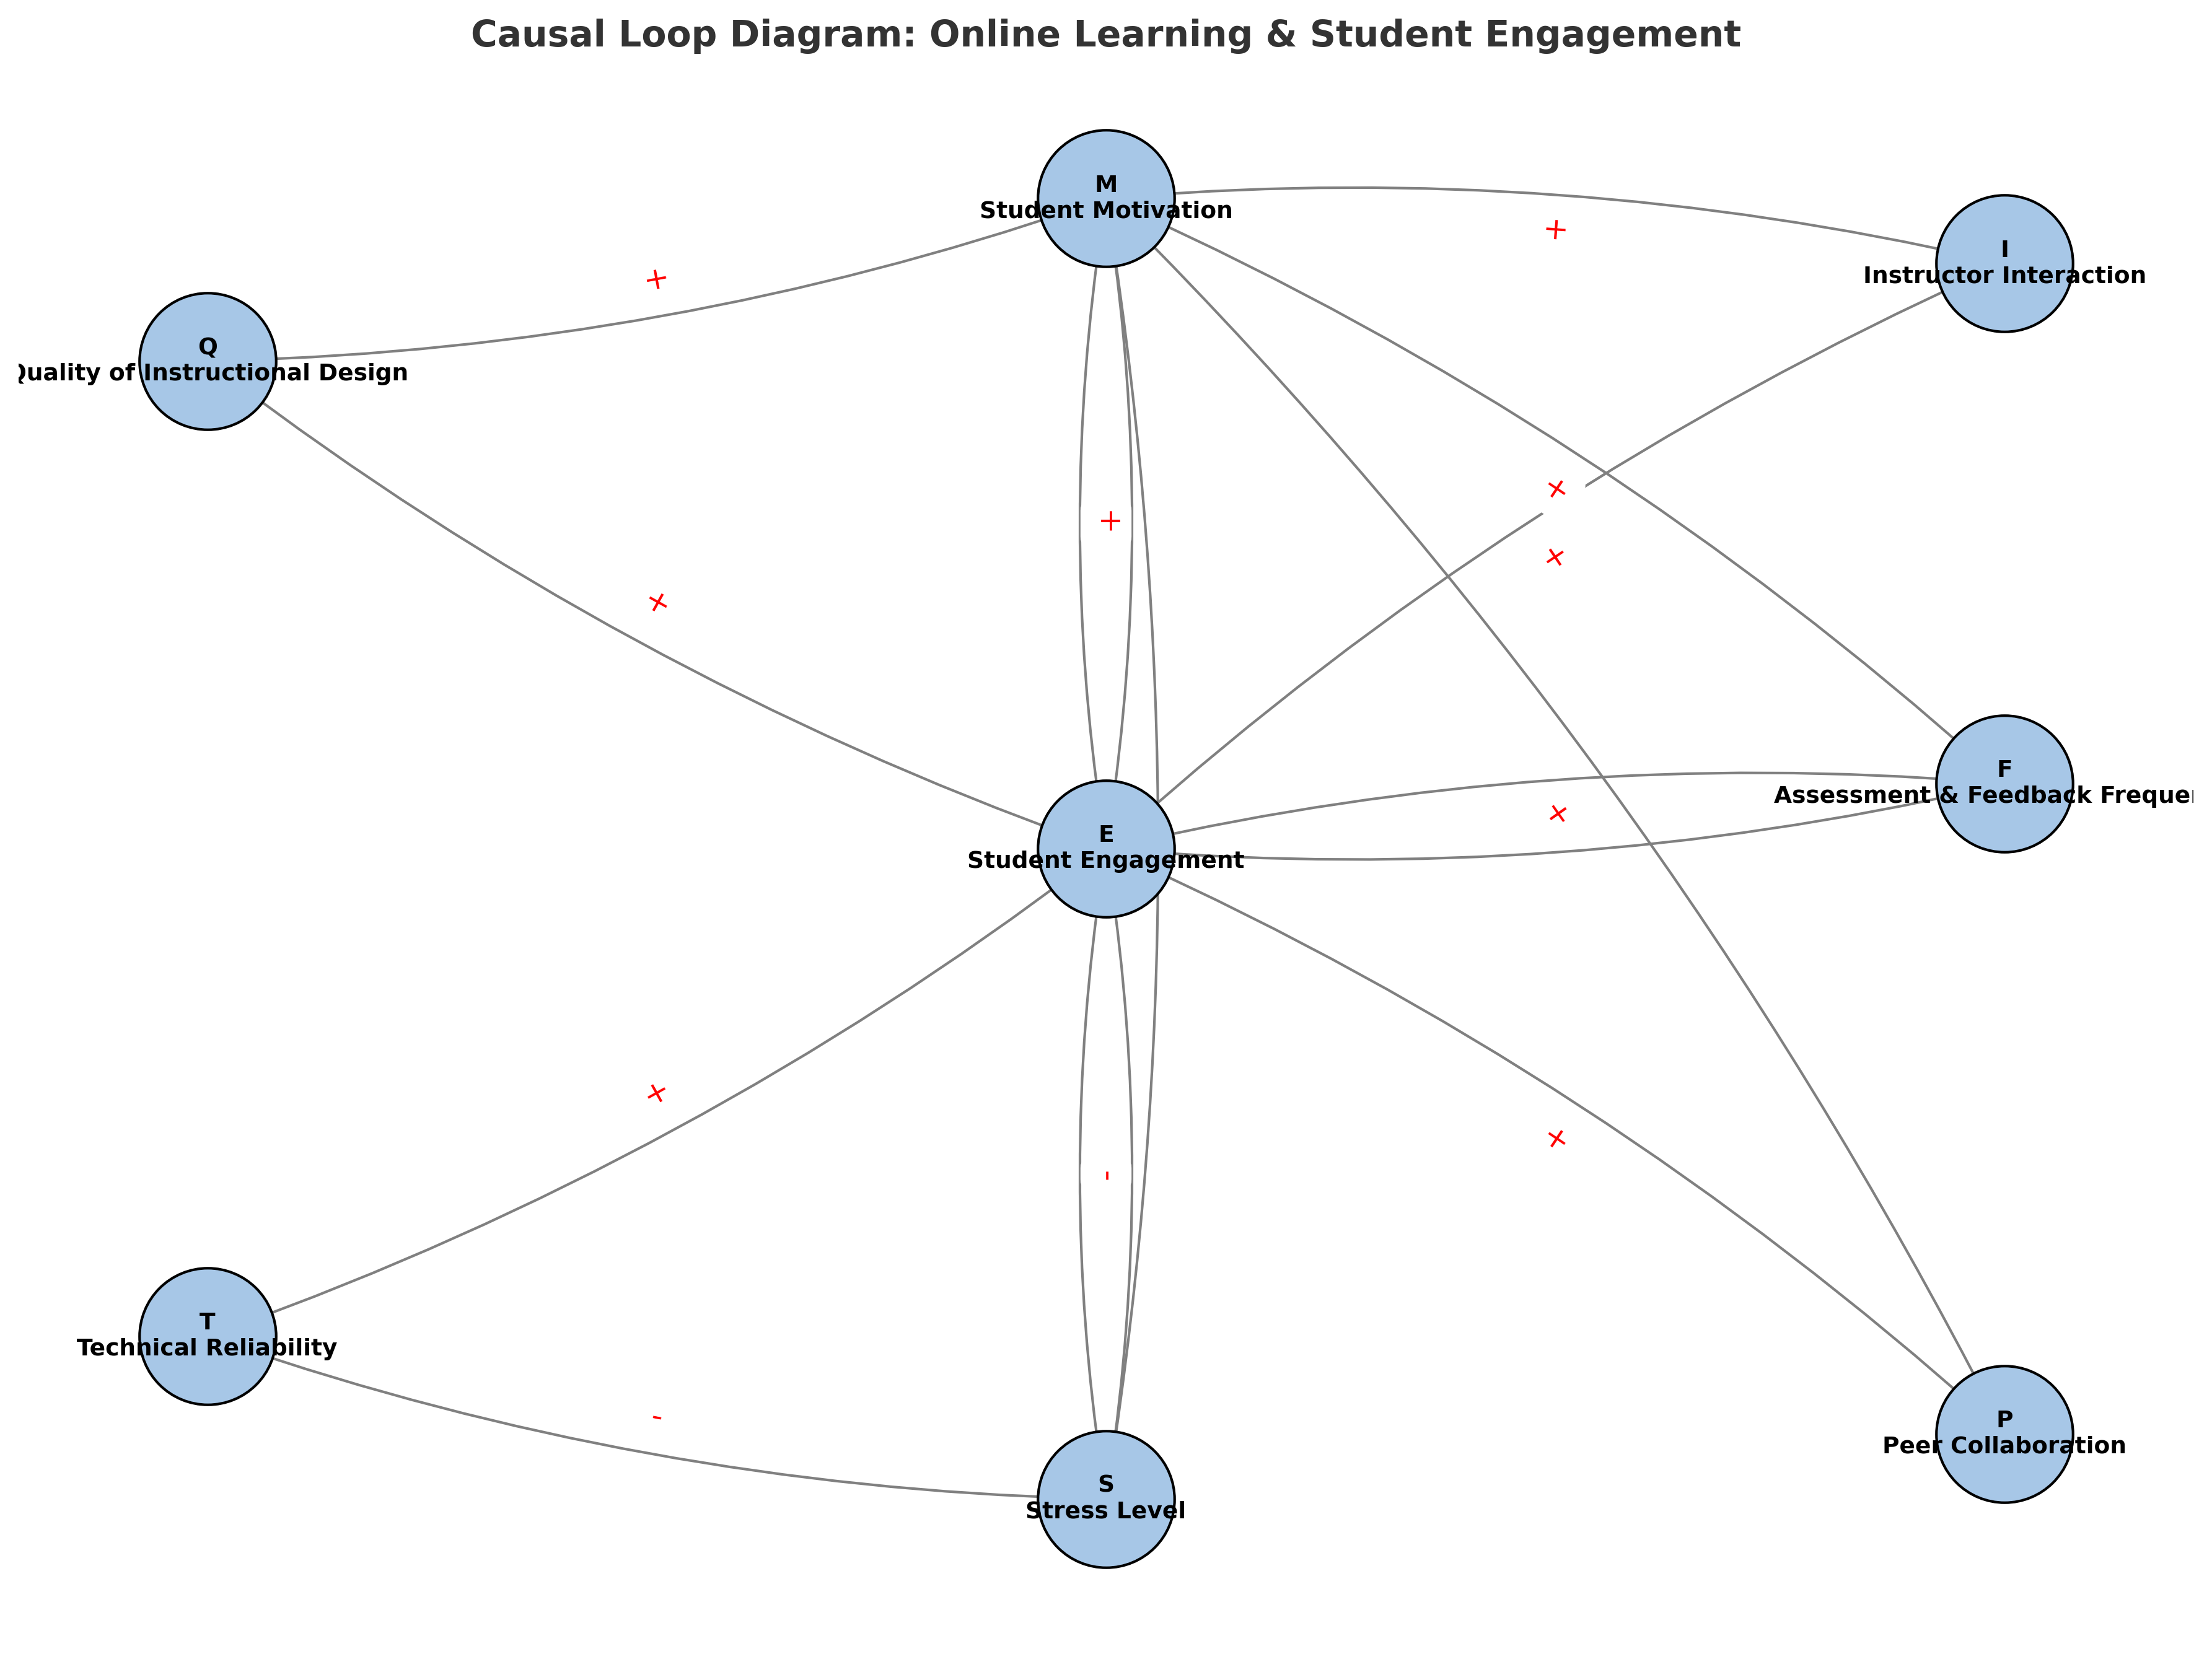 Causal Loop Diagram: Online Learning & Student Engagement
M
Student Motivation
+
I
Instructor Interaction
+
Q
Quality of Instructional Design
+
+
+
+
F
Assessment & Feedback
+
E
Student Engagement
+
+
-
T
Technical Reliability
-
P
Peer Collaboration
S
Stress Level